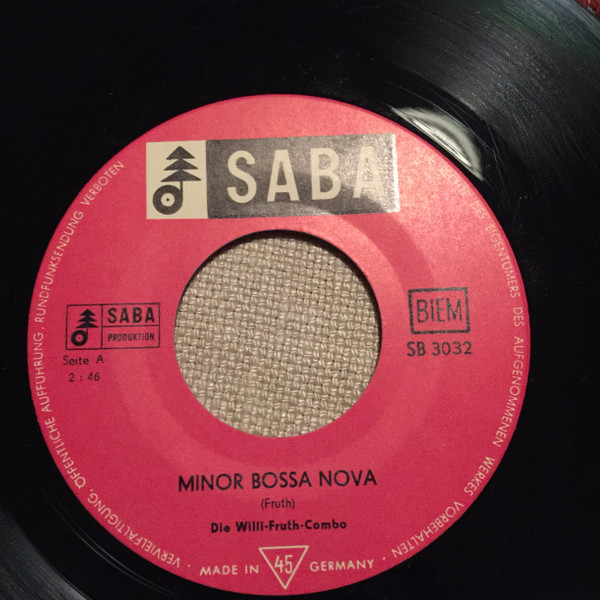 SABA
SABA
PRODUKTION
Seite A
2:46
BIEM
SB 3032
MINOR BOSSA NOVA
(Fruth)
Die Willi-Fruth-Combo
MADE IN 45 GERMANY
EIGENTÜMERS DES AUFGENOMMENEN WERKES VORBEHALTEN · VERVIELFÄLTIGUNG, ÖFFENTLICHE AUFFÜHRUNG, RUNDFUNKSENDUNG VERBOTEN